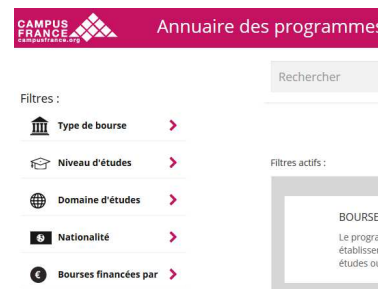 CAMPUS
FRANCE
campusfrance.org
Annuaire des programmes
Rechercher
Filtres :
Type de bourse
Niveau d'études
Domaine d'études
Nationalité
Bourses financées par
Filtres actifs :
BOURSE
Le progra
établisse
études ou